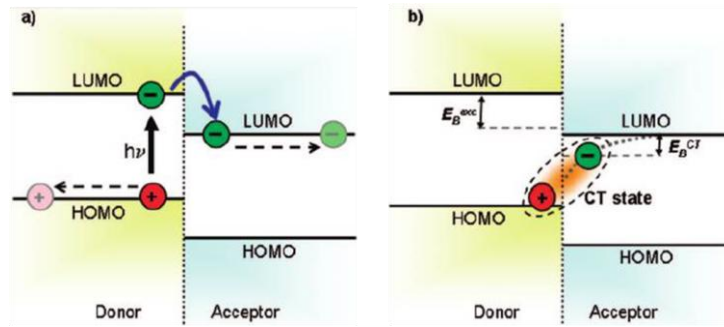 a)
LUMO
LUMO
hν
HOMO
HOMO
Donor
Acceptor
b)
LUMO
E_B^exc
LUMO
E_B^CT
CT state
HOMO
HOMO
Donor
Acceptor